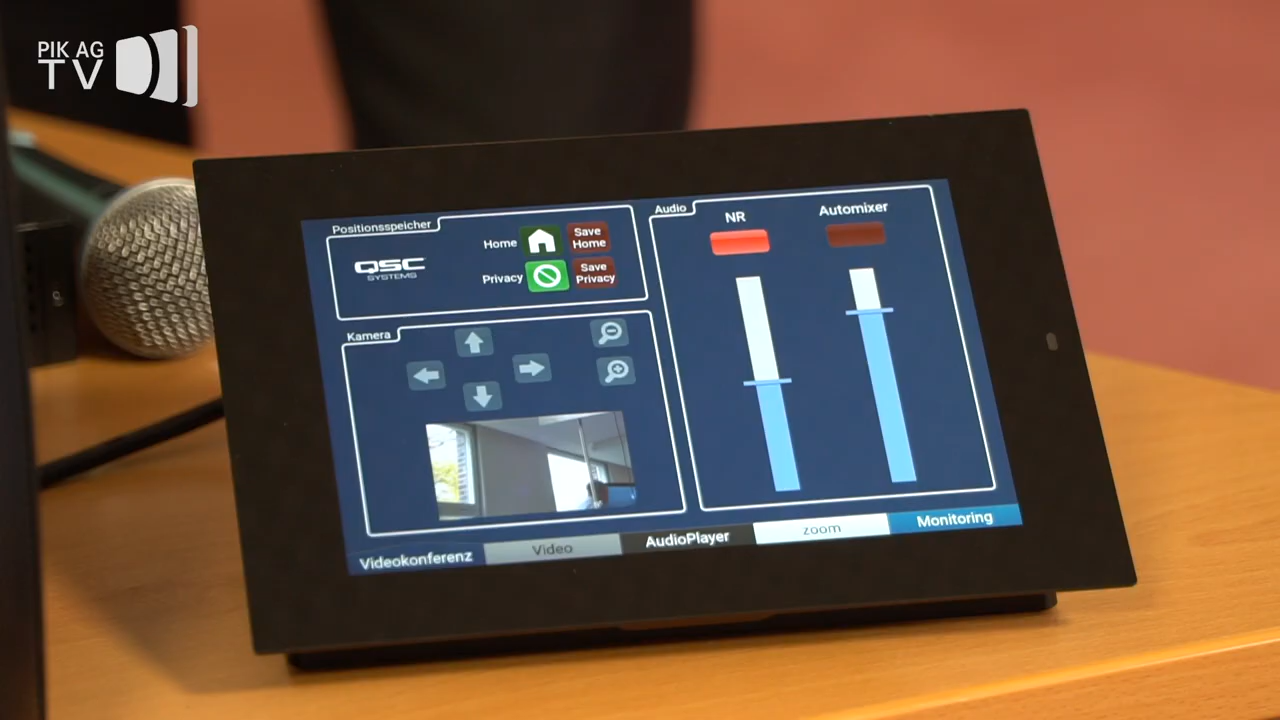 PIK AG
TV
Positionsspeicher
QSC
SYSTEMS
Home
Save
Home
Privacy
Save
Privacy
Kamera
Audio
NR
Automixer
Videokonferenz
Video
AudioPlayer
zoom
Monitoring